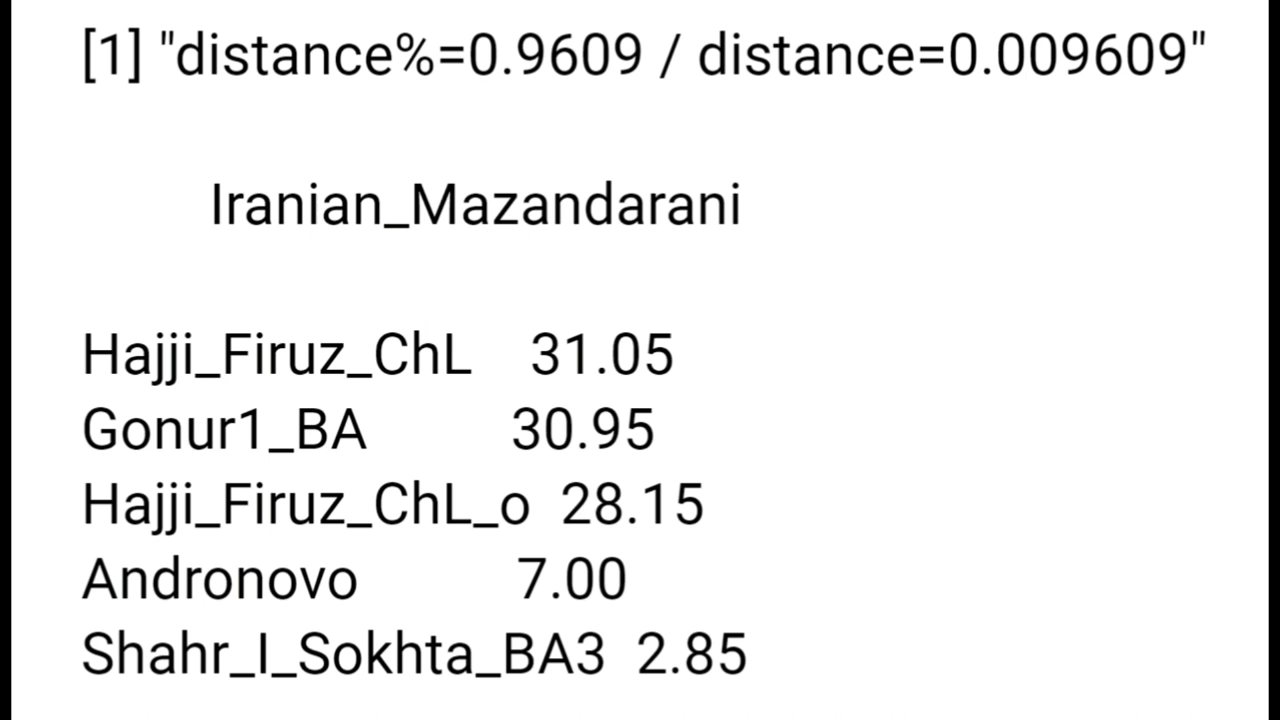 [1] "distance%=0.9609 / distance=0.009609"
Iranian_Mazandarani
Hajji_Firuz_ChL 31.05
Gonur1_BA 30.95
Hajji_Firuz_ChL_o 28.15
Andronovo 7.00
Shahr_I_Sokhta_BA3 2.85